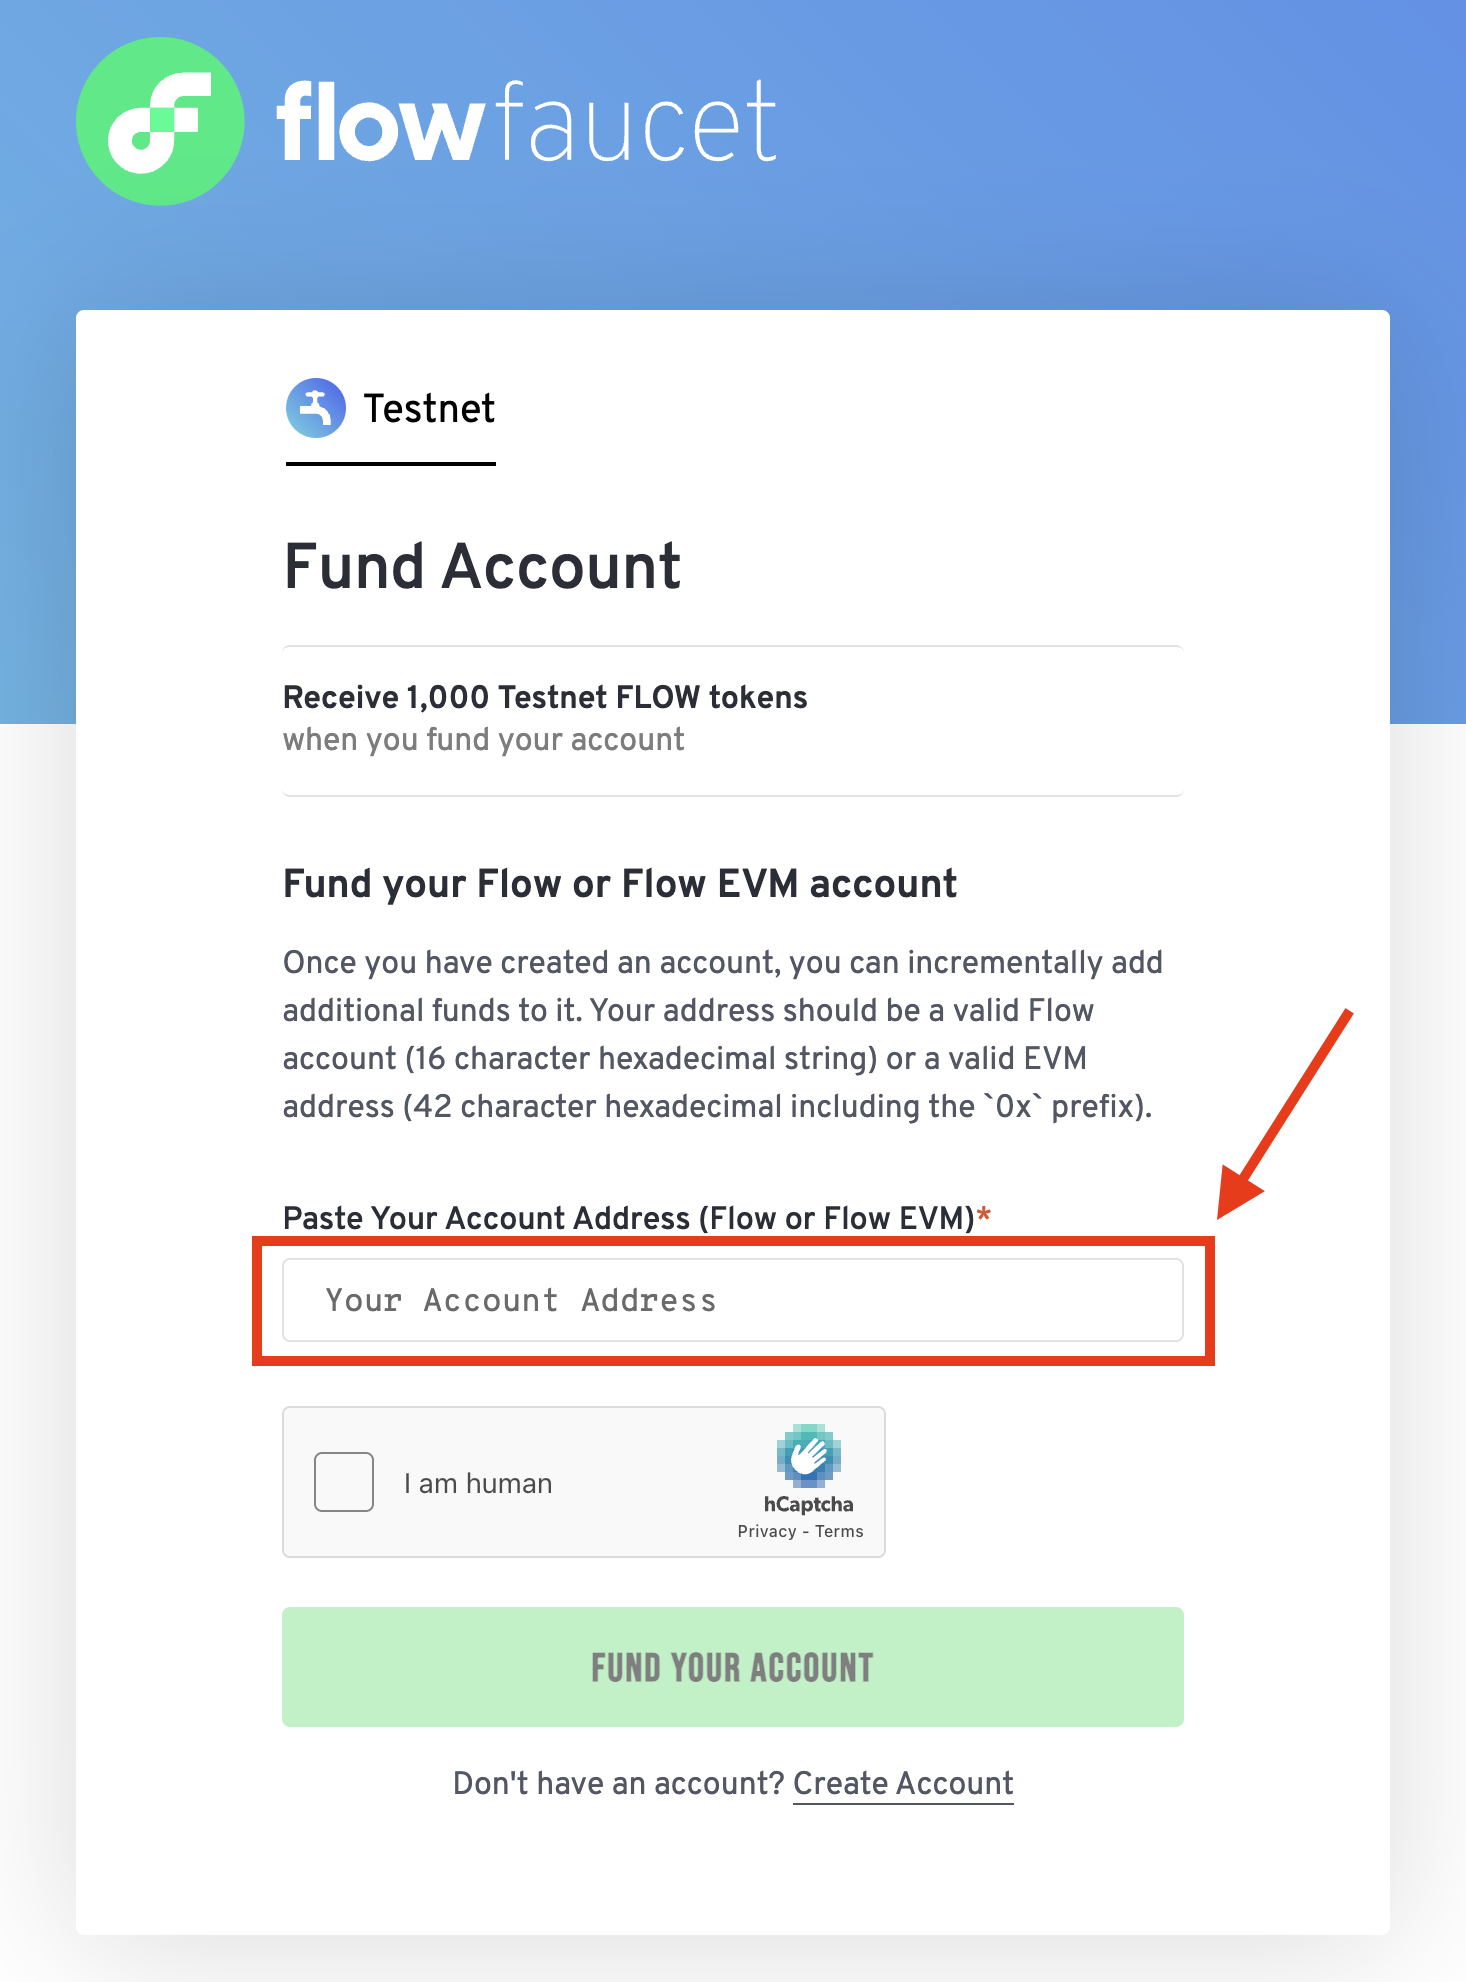 flowfaucet
Testnet
Fund Account
Receive 1,000 Testnet FLOW tokens
when you fund your account
Fund your Flow or Flow EVM account
Once you have created an account, you can incrementally add
additional funds to it. Your address should be a valid Flow
account (16 character hexadecimal string) or a valid EVM
address (42 character hexadecimal including the `0x` prefix).
Paste Your Account Address (Flow or Flow EVM)*
Your Account Address
I am human
hCaptcha
Privacy - Terms
FUND YOUR ACCOUNT
Don't have an account? Create Account